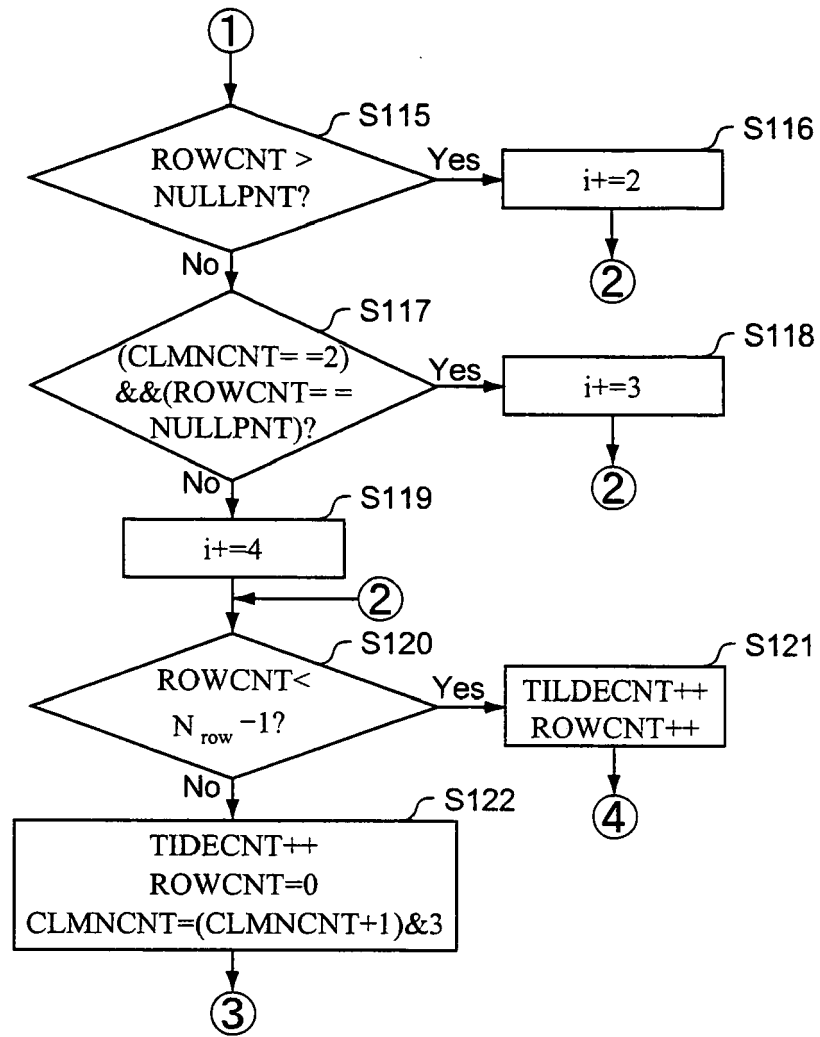 ①
S115
ROWCNT >
NULLPNT?
Yes
S116
i+=2
②
No
S117
(CLMNCNT= =2)
&&(ROWCNT= =
NULLPNT)?
Yes
S118
i+=3
②
No
S119
i+=4
②
S120
ROWCNT<
N row −1?
Yes
S121
TILDECNT++
ROWCNT++
④
No
S122
TIDECNT++
ROWCNT=0
CLMNCNT=(CLMNCNT+1)&3
③